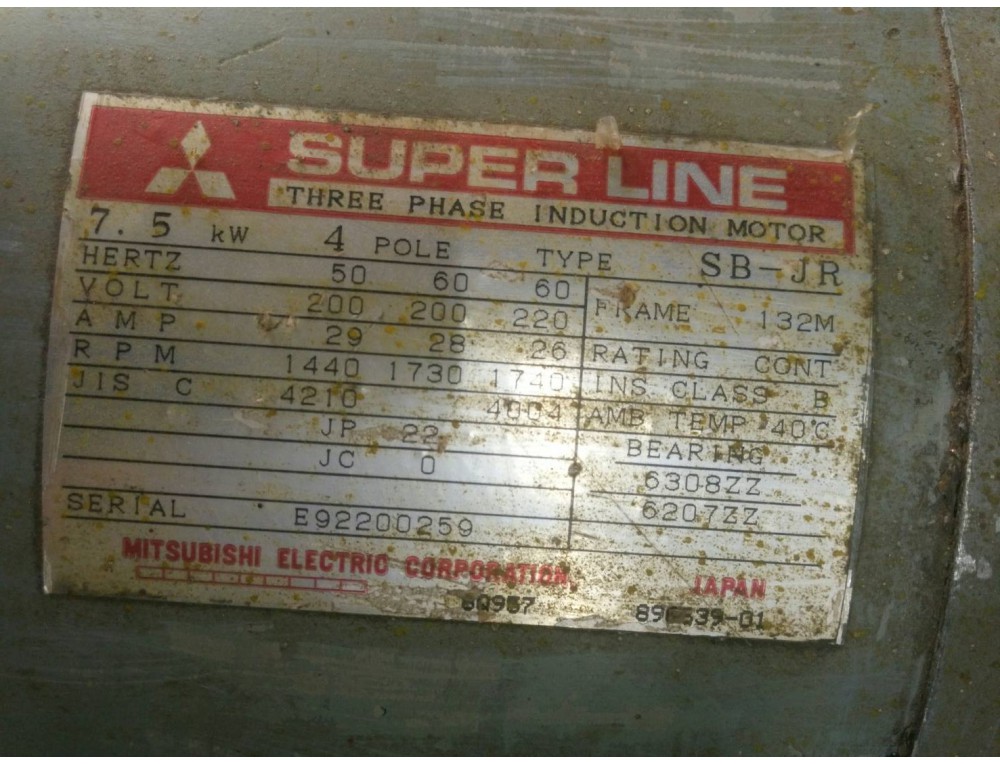 SUPER LINE
THREE PHASE INDUCTION MOTOR
7.5 kW 4 POLE TYPE SB-JR
HERTZ 50 60 60
VOLT 200 200 220
AMP 29 28 26
RPM 1440 1730 1740
JIS C 4210 4004
JP 22
JC 0
SERIAL E92200259
FRAME 132M
RATING CONT
INS. CLASS B
AMB TEMP 40°C
BEARING
6308ZZ
6207ZZ
MITSUBISHI ELECTRIC CORPORATION
JAPAN